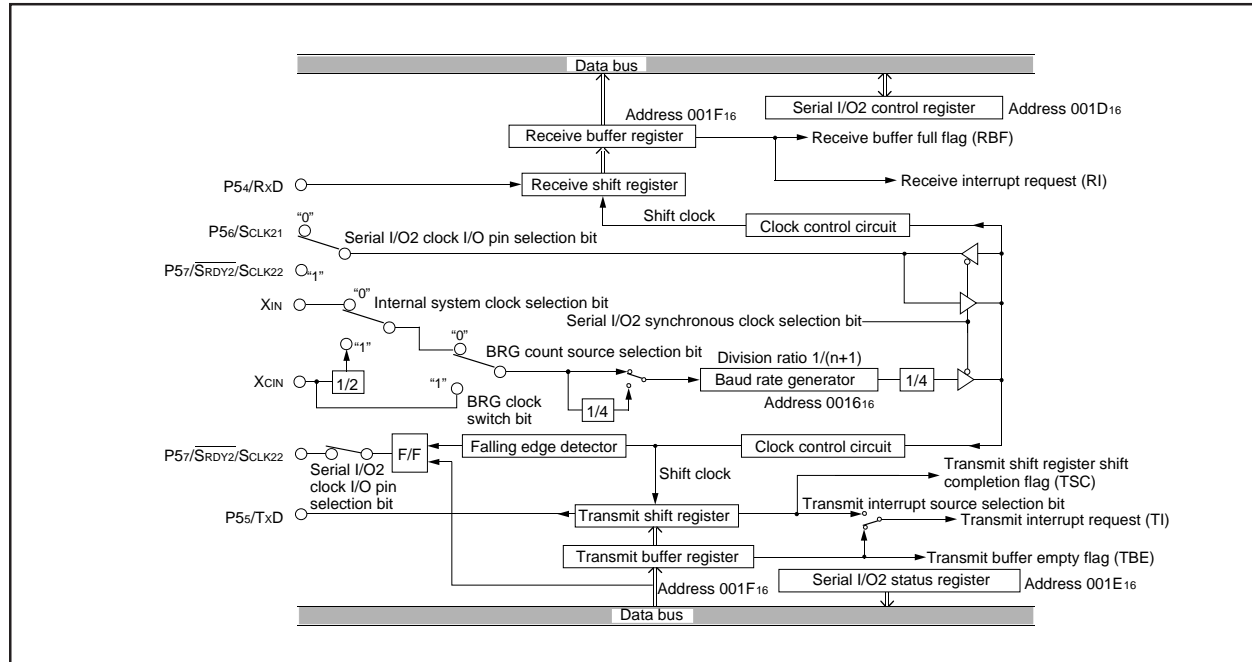 Data bus
Address 001F16
Serial I/O2 control register
Address 001D16
Receive buffer register
Receive buffer full flag (RBF)
Receive interrupt request (RI)
P54/RXD
Receive shift register
Shift clock
Clock control circuit
P56/SCLK21
"0"
Serial I/O2 clock I/O pin selection bit
P57/SRDY2/SCLK22
"1"
XIN
"0"
Internal system clock selection bit
Serial I/O2 synchronous clock selection bit
"1"
"0"
BRG count source selection bit
Division ratio 1/(n+1)
XCIN
1/2
"1"
Baud rate generator
1/4
BRG clock
switch bit
1/4
Address 001616
P57/SRDY2/SCLK22
F/F
Falling edge detector
Clock control circuit
Serial I/O2
clock I/O pin
selection bit
Shift clock
Transmit shift register shift
completion flag (TSC)
Transmit interrupt source selection bit
P55/TXD
Transmit shift register
Transmit interrupt request (TI)
Transmit buffer register
Transmit buffer empty flag (TBE)
Address 001F16
Serial I/O2 status register
Address 001E16
Data bus